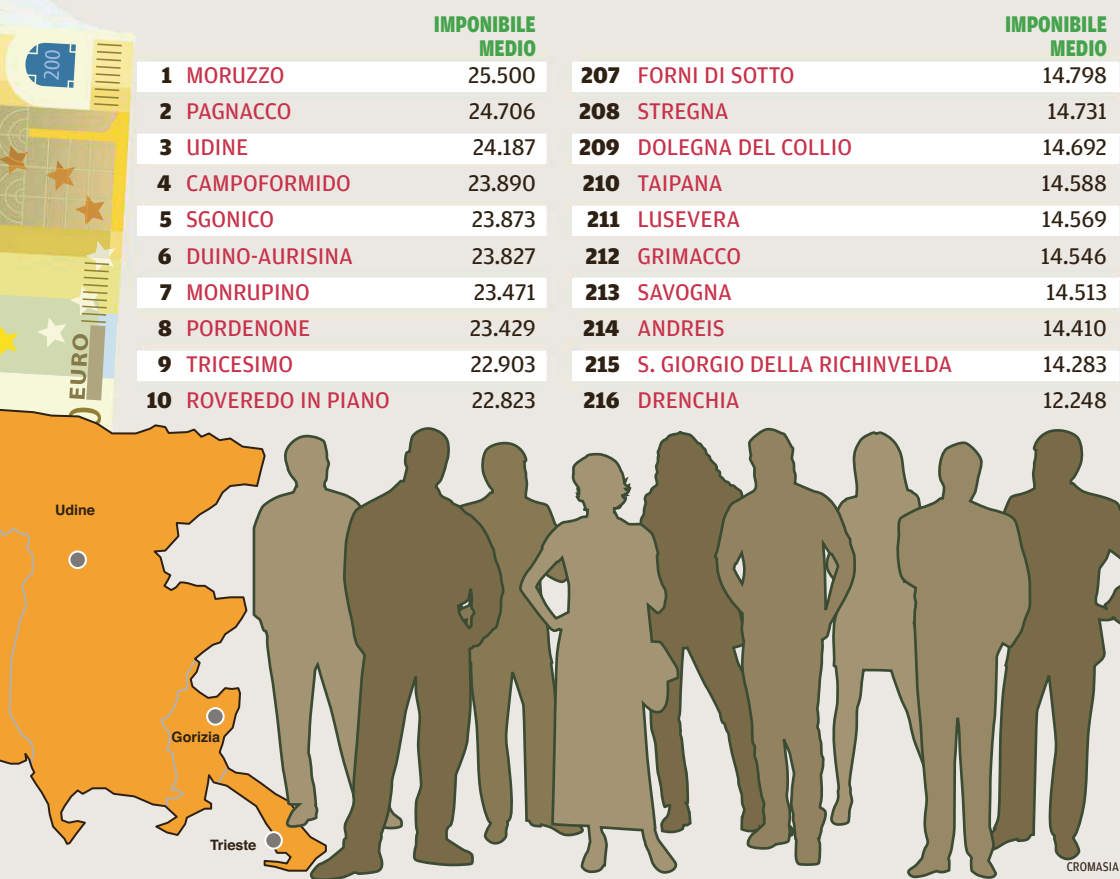 200
EURO
IMPONIBILE
MEDIO
1 MORUZZO 25.500
2 PAGNACCO 24.706
3 UDINE 24.187
4 CAMPOFORMIDO 23.890
5 SGONICO 23.873
6 DUINO-AURISINA 23.827
7 MONRUPINO 23.471
8 PORDENONE 23.429
9 TRICESIMO 22.903
10 ROVEREDO IN PIANO 22.823
IMPONIBILE
MEDIO
207 FORNI DI SOTTO 14.798
208 STREGNA 14.731
209 DOLEGNA DEL COLLIO 14.692
210 TAIPANA 14.588
211 LUSEVERA 14.569
212 GRIMACCO 14.546
213 SAVOGNA 14.513
214 ANDREIS 14.410
215 S. GIORGIO DELLA RICHINVELDA 14.283
216 DRENCHIA 12.248
Udine
Gorizia
Trieste
CROMASIA